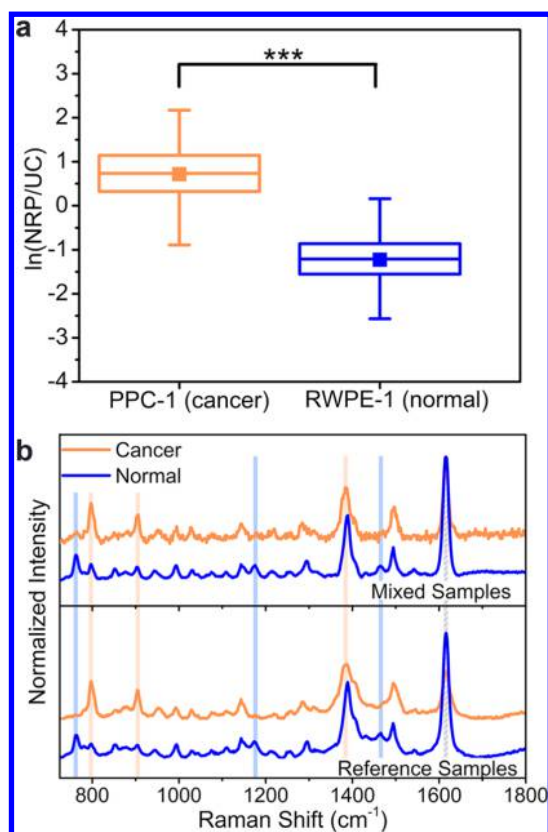 a
***
4
3
2
1
0
-1
-2
-3
-4
ln(NRP/UC)
PPC-1 (cancer) RWPE-1 (normal)
b
Cancer
Normal
Mixed Samples
Normalized Intensity
Reference Samples
800 1000 1200 1400 1600 1800
Raman Shift (cm⁻¹)